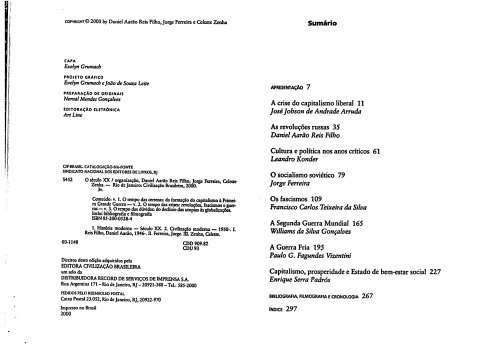 COPYRIGHT © 2000 by Daniel Aarão Reis Filho, Jorge Ferreira e Celeste Zenha
CAPA
Evelyn Grumach
PROJETO GRÁFICO
Evelyn Grumach e João de Souza Leite
PREPARAÇÃO DE ORIGINAIS
Nerval Mendes Gonçalves
EDITORAÇÃO ELETRÔNICA
Art Line
CIP-BRASIL. CATALOGAÇÃO-NA-FONTE
SINDICATO NACIONAL DOS EDITORES DE LIVROS, RJ.
O século XX / organização, Daniel Aarão Reis Filho, Jorge Ferreira, Celeste
Zenha. — Rio de Janeiro: Civilização Brasileira, 2000.
3v.
Conteúdo: v. 1. O tempo das certezas: da formação do capitalismo à Primeira
Grande Guerra — v. 2. O tempo das crises: revoluções, fascismos e guerras
— v. 3. O tempo das dúvidas: do declínio das utopias às globalizações.
Inclui bibliografia e filmografia
1. História moderna — Século XX. 2. Civilização moderna — 1950-. I.
Reis Filho, Daniel Aarão, 1946-. II. Ferreira, Jorge. III. Zenha, Celeste.
00-1148
CDD 909.82
CDU 93
Direitos desta edição adquiridos pela
EDITORA CIVILIZAÇÃO BRASILEIRA
um selo da
DISTRIBUIDORA RECORD DE SERVIÇOS DE IMPRENSA S.A.
Rua Argentina 171 – Rio de Janeiro, RJ – 20921-380 – Tel.: 585-2000
PEDIDOS PELO REEMBOLSO POSTAL
Caixa Postal 23.052, Rio de Janeiro, RJ, 20922-970
Impresso no Brasil
2000
Sumário
APRESENTAÇÃO 7
A crise do capitalismo liberal 11
José Jobson de Andrade Arruda
As revoluções russas 35
Daniel Aarão Reis Filho
Cultura e política nos anos críticos 61
Leandro Konder
O socialismo soviético 79
Jorge Ferreira
Os fascismos 109
Francisco Carlos Teixeira da Silva
A Segunda Guerra Mundial 165
Williams da Silva Gonçalves
A Guerra Fria 195
Paulo G. Fagundes Vizentini
Capitalismo, prosperidade e Estado de bem-estar social 227
Enrique Serra Padrós
BIBLIOGRAFIA, FILMOGRAFIA E CRONOLOGIA 267
ÍNDICE 297